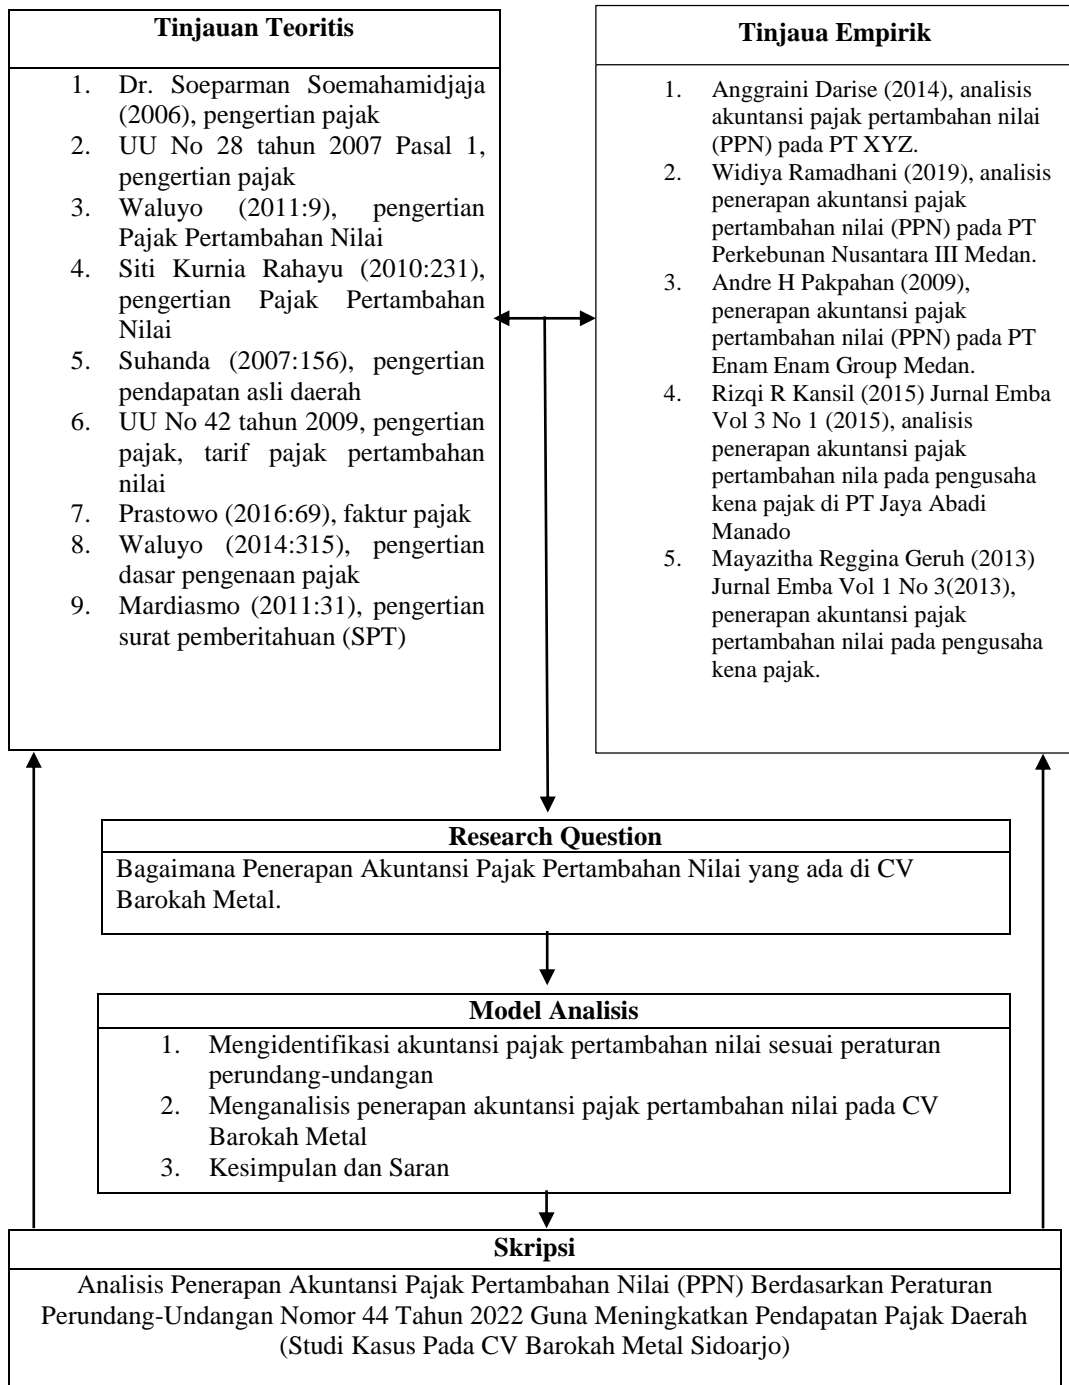 Tinjauan Teoritis
1. Dr. Soeparman Soemahamidjaja
(2006), pengertian pajak
2. UU No 28 tahun 2007 Pasal 1,
pengertian pajak
3. Waluyo (2011:9), pengertian
Pajak Pertambahan Nilai
4. Siti Kurnia Rahayu (2010:231),
pengertian Pajak Pertambahan
Nilai
5. Suhanda (2007:156), pengertian
pendapatan asli daerah
6. UU No 42 tahun 2009, pengertian
pajak, tarif pajak pertambahan
nilai
7. Prastowo (2016:69), faktur pajak
8. Waluyo (2014:315), pengertian
dasar pengenaan pajak
9. Mardiasmo (2011:31), pengertian
surat pemberitahuan (SPT)
Tinjaua Empirik
1. Anggraini Darise (2014), analisis
akuntansi pajak pertambahan nilai
(PPN) pada PT XYZ.
2. Widiya Ramadhani (2019), analisis
penerapan akuntansi pajak
pertambahan nilai (PPN) pada PT
Perkebunan Nusantara III Medan.
3. Andre H Pakpahan (2009),
penerapan akuntansi pajak
pertambahan nilai (PPN) pada PT
Enam Enam Group Medan.
4. Rizqi R Kansil (2015) Jurnal Emba
Vol 3 No 1 (2015), analisis
penerapan akuntansi pajak
pertambahan nila pada pengusaha
kena pajak di PT Jaya Abadi
Manado
5. Mayazitha Reggina Geruh (2013)
Jurnal Emba Vol 1 No 3(2013),
penerapan akuntansi pajak
pertambahan nilai pada pengusaha
kena pajak.
Research Question
Bagaimana Penerapan Akuntansi Pajak Pertambahan Nilai yang ada di CV
Barokah Metal.
Model Analisis
1. Mengidentifikasi akuntansi pajak pertambahan nilai sesuai peraturan
perundang-undangan
2. Menganalisis penerapan akuntansi pajak pertambahan nilai pada CV
Barokah Metal
3. Kesimpulan dan Saran
Skripsi
Analisis Penerapan Akuntansi Pajak Pertambahan Nilai (PPN) Berdasarkan Peraturan
Perundang-Undangan Nomor 44 Tahun 2022 Guna Meningkatkan Pendapatan Pajak Daerah
(Studi Kasus Pada CV Barokah Metal Sidoarjo)